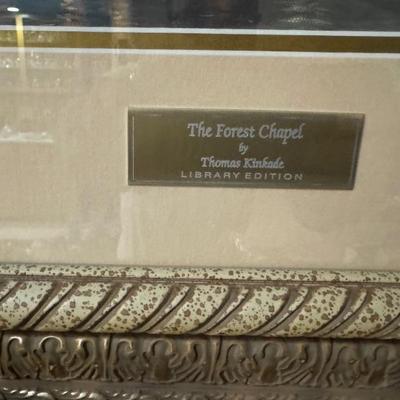 The Forest Chapel
by
Thomas Kinkade
LIBRARY EDITION